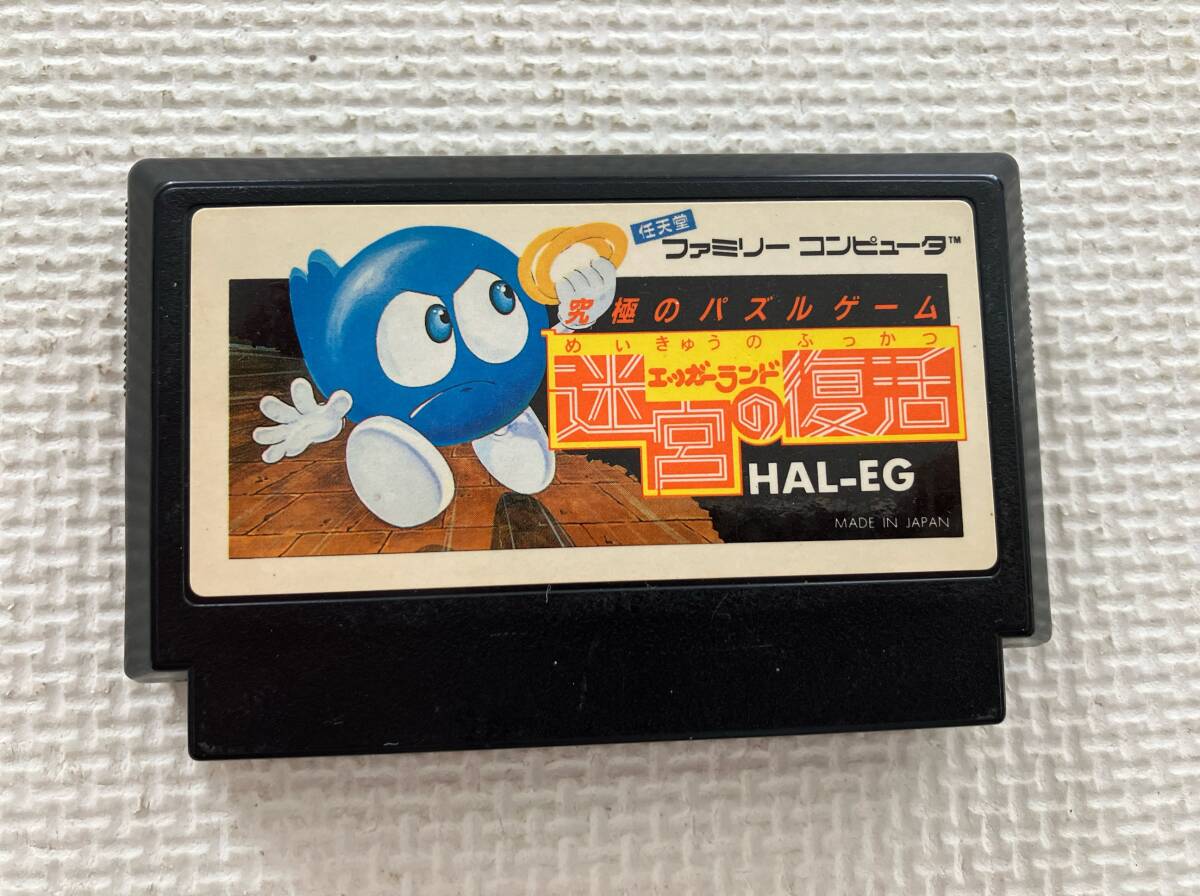 任天堂
ファミリー コンピュータ™
究極のパズルゲーム
めいきゅうのふっかつ
エッガーランド
迷宮の復活
HAL-EG
MADE IN JAPAN